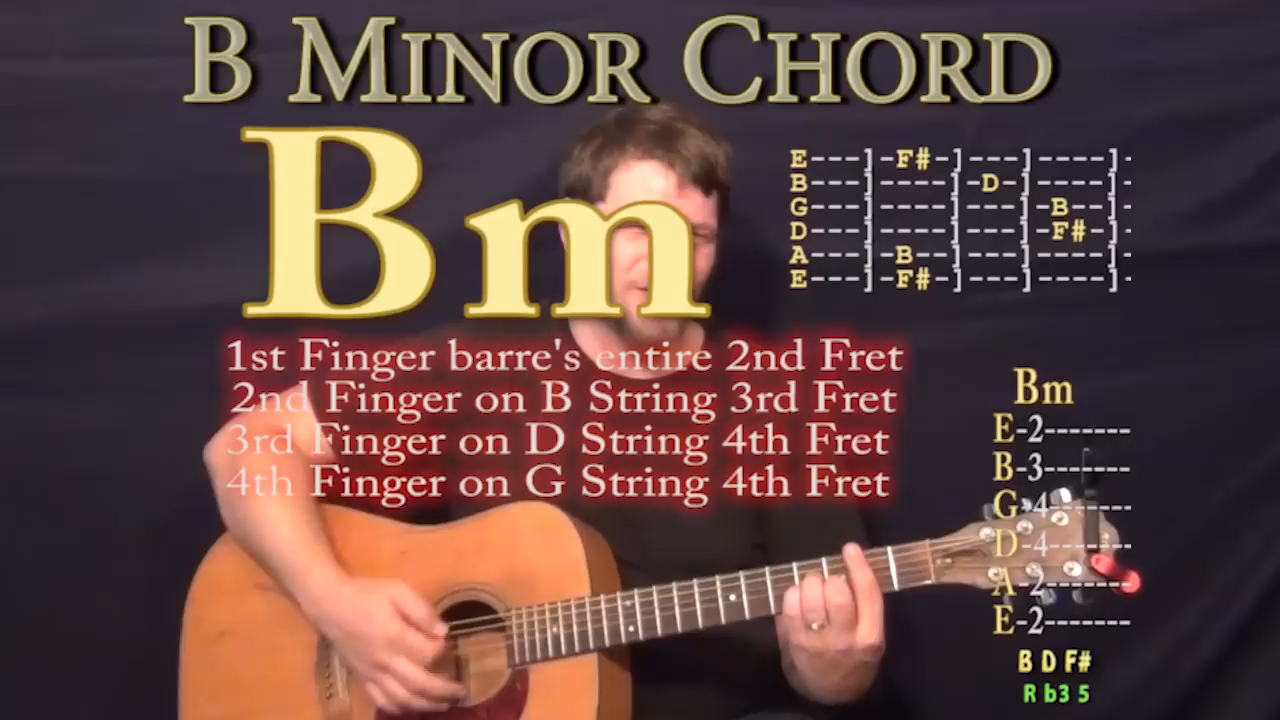 B MINOR CHORD
Bm
1st Finger barre's entire 2nd Fret
2nd Finger on B String 3rd Fret
3rd Finger on D String 4th Fret
4th Finger on G String 4th Fret
E---]-F#-]---]----]-
B---]----]-D-]----]-
G---]----]---]-B--]-
D---]----]---]-F#-]-
A---]-B--]---]----]-
E---]-F#-]---]----]-
Bm
E-2-------
B-3-------
G-4-------
D-4-------
A-2-------
E-2-------
B D F#
R b3 5